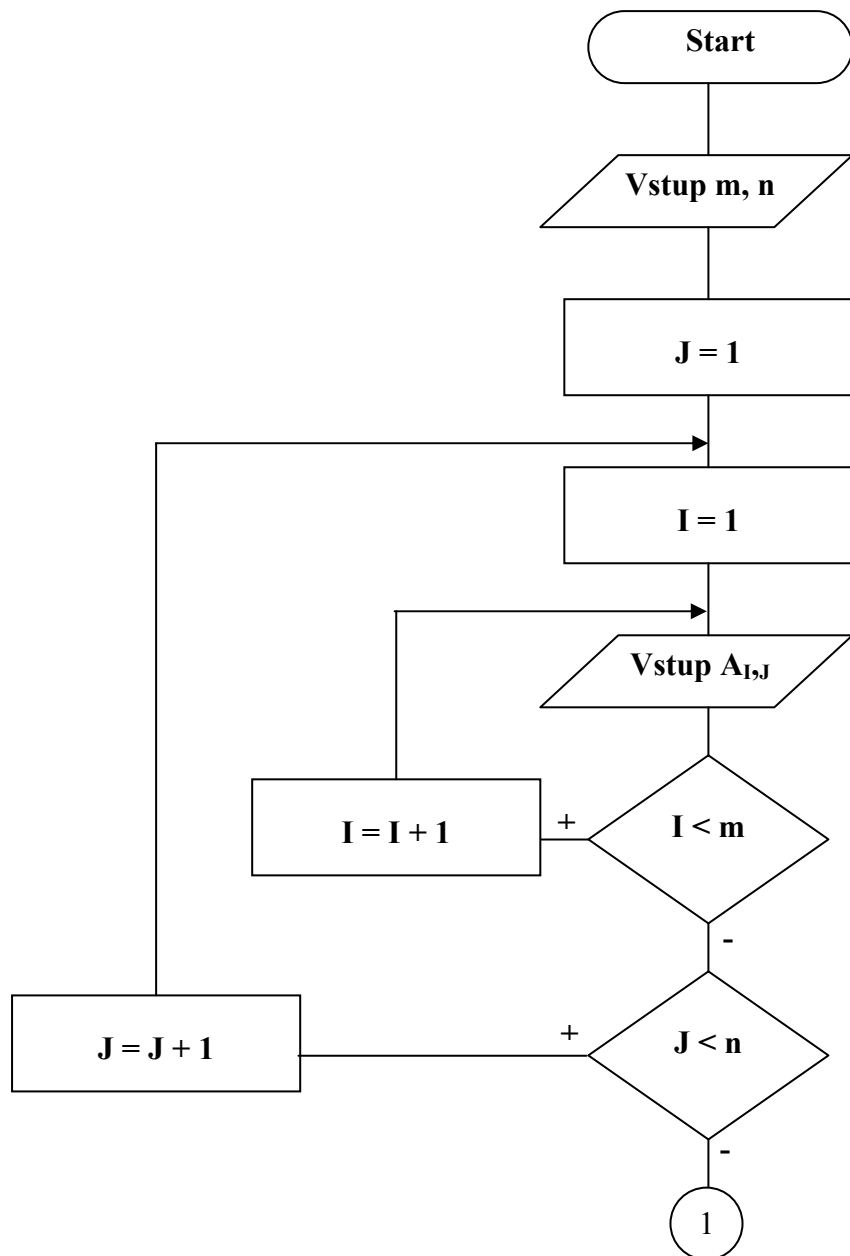 Start
Vstup m, n
J = 1
I = 1
Vstup A_I,J
I = I + 1
+
I < m
-
J = J + 1
+
J < n
-
1